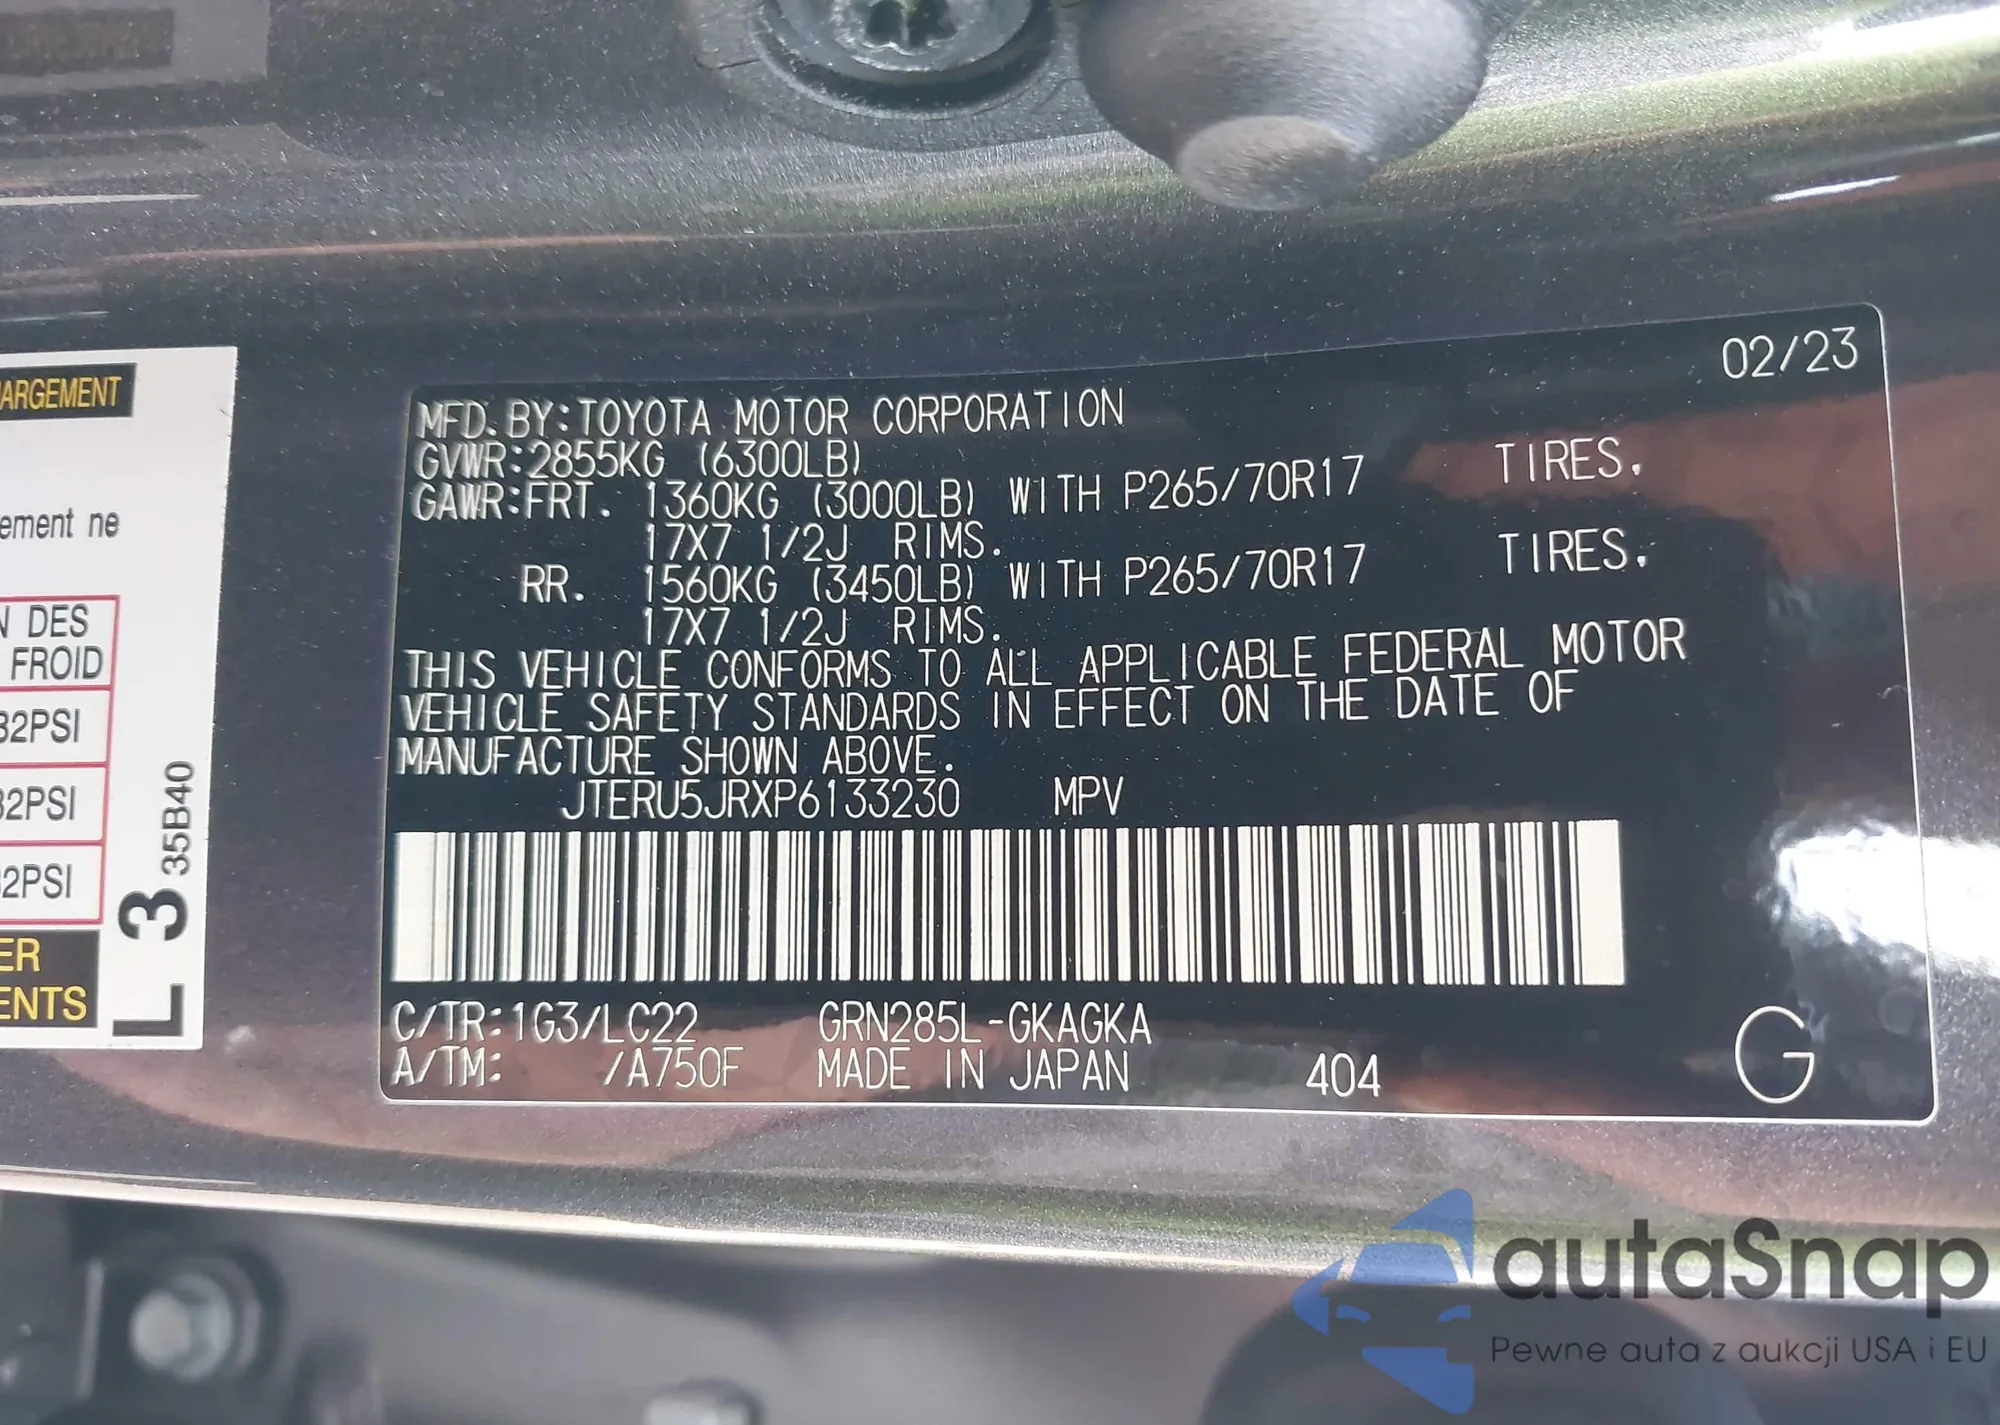 ARGEMENT
ement ne
N DES
FROID
32PSI
32PSI
32PSI
ER
ENTS
L 3 35B40
02/23
MFD. BY:TOYOTA MOTOR CORPORATION
GVWR:2855KG (6300LB)
GAWR:FRT. 1360KG (3000LB) WITH P265/70R17 TIRES.
17X7 1/2J RIMS.
RR. 1560KG (3450LB) WITH P265/70R17 TIRES.
17X7 1/2J RIMS.
THIS VEHICLE CONFORMS TO ALL APPLICABLE FEDERAL MOTOR
VEHICLE SAFETY STANDARDS IN EFFECT ON THE DATE OF
MANUFACTURE SHOWN ABOVE.
JTERU5JRXP6133230 MPV
C/TR:1G3/LC22 GRN285L-GKAGKA
A/TM: /A750F MADE IN JAPAN 404
G
autaSnap
Pewne auta z aukcji USA i EU